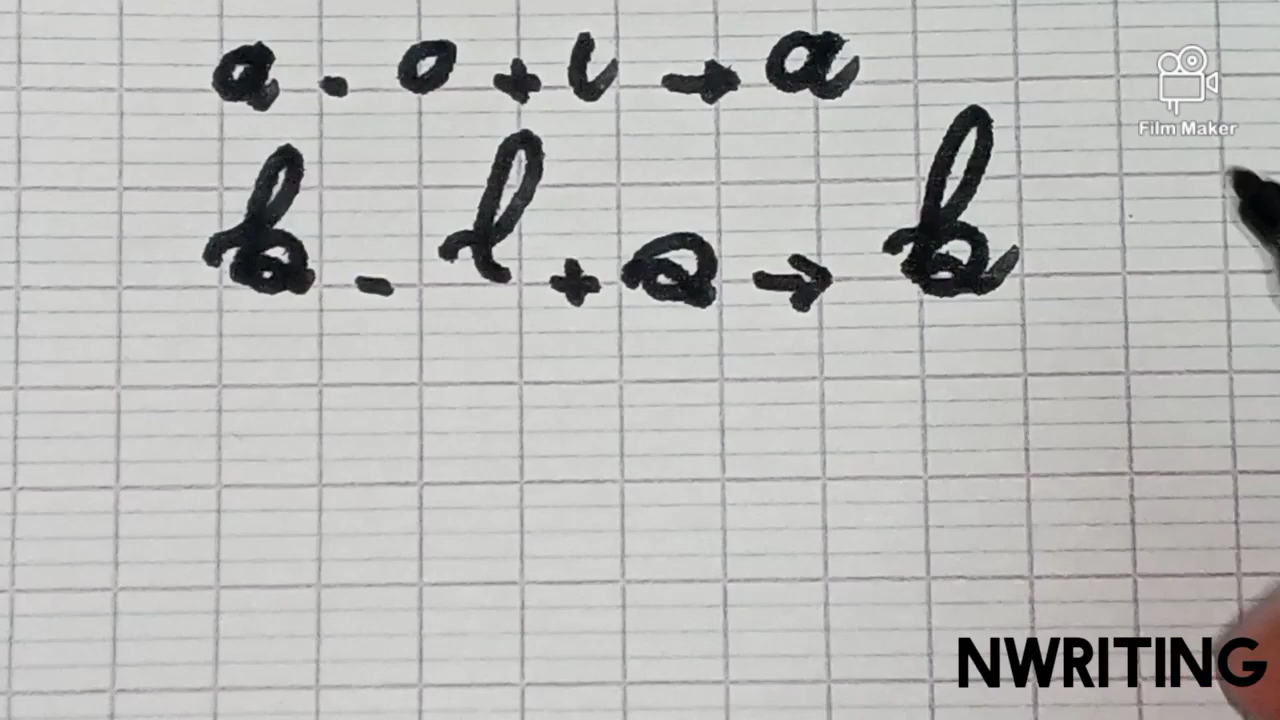 a - o + ι → a
b - l + ձ → b
Film Maker
NWRITING